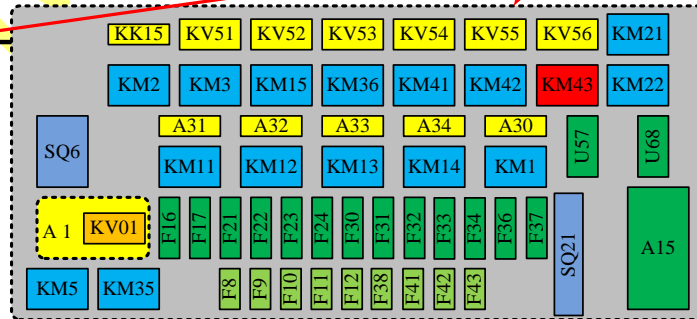 KK15 KV51 KV52 KV53 KV54 KV55 KV56 KM21
KM2 KM3 KM15 KM36 KM41 KM42 KM43 KM22
A31 A32 A33 A34 A30
SQ6 KM11 KM12 KM13 KM14 KM1 U57 U68
A 1 KV01 F16 F17 F21 F22 F23 F24 F30 F31 F32 F33 F34 F36 F37 SQ21 A15
KM5 KM35 F8 F9 F10 F11 F12 F38 F41 F42 F43